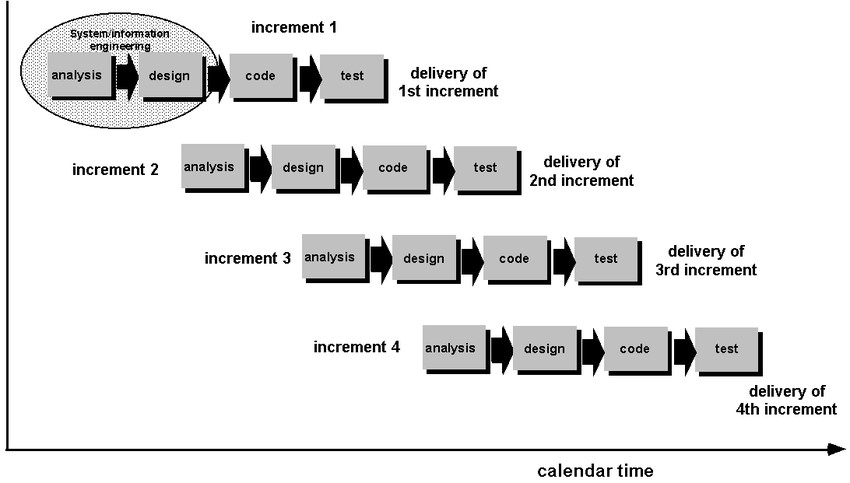 increment 1
System/information
engineering
analysis
design
code
test
delivery of
1st increment
increment 2
analysis
design
code
test
delivery of
2nd increment
increment 3
analysis
design
code
test
delivery of
3rd increment
increment 4
analysis
design
code
test
delivery of
4th increment
calendar time